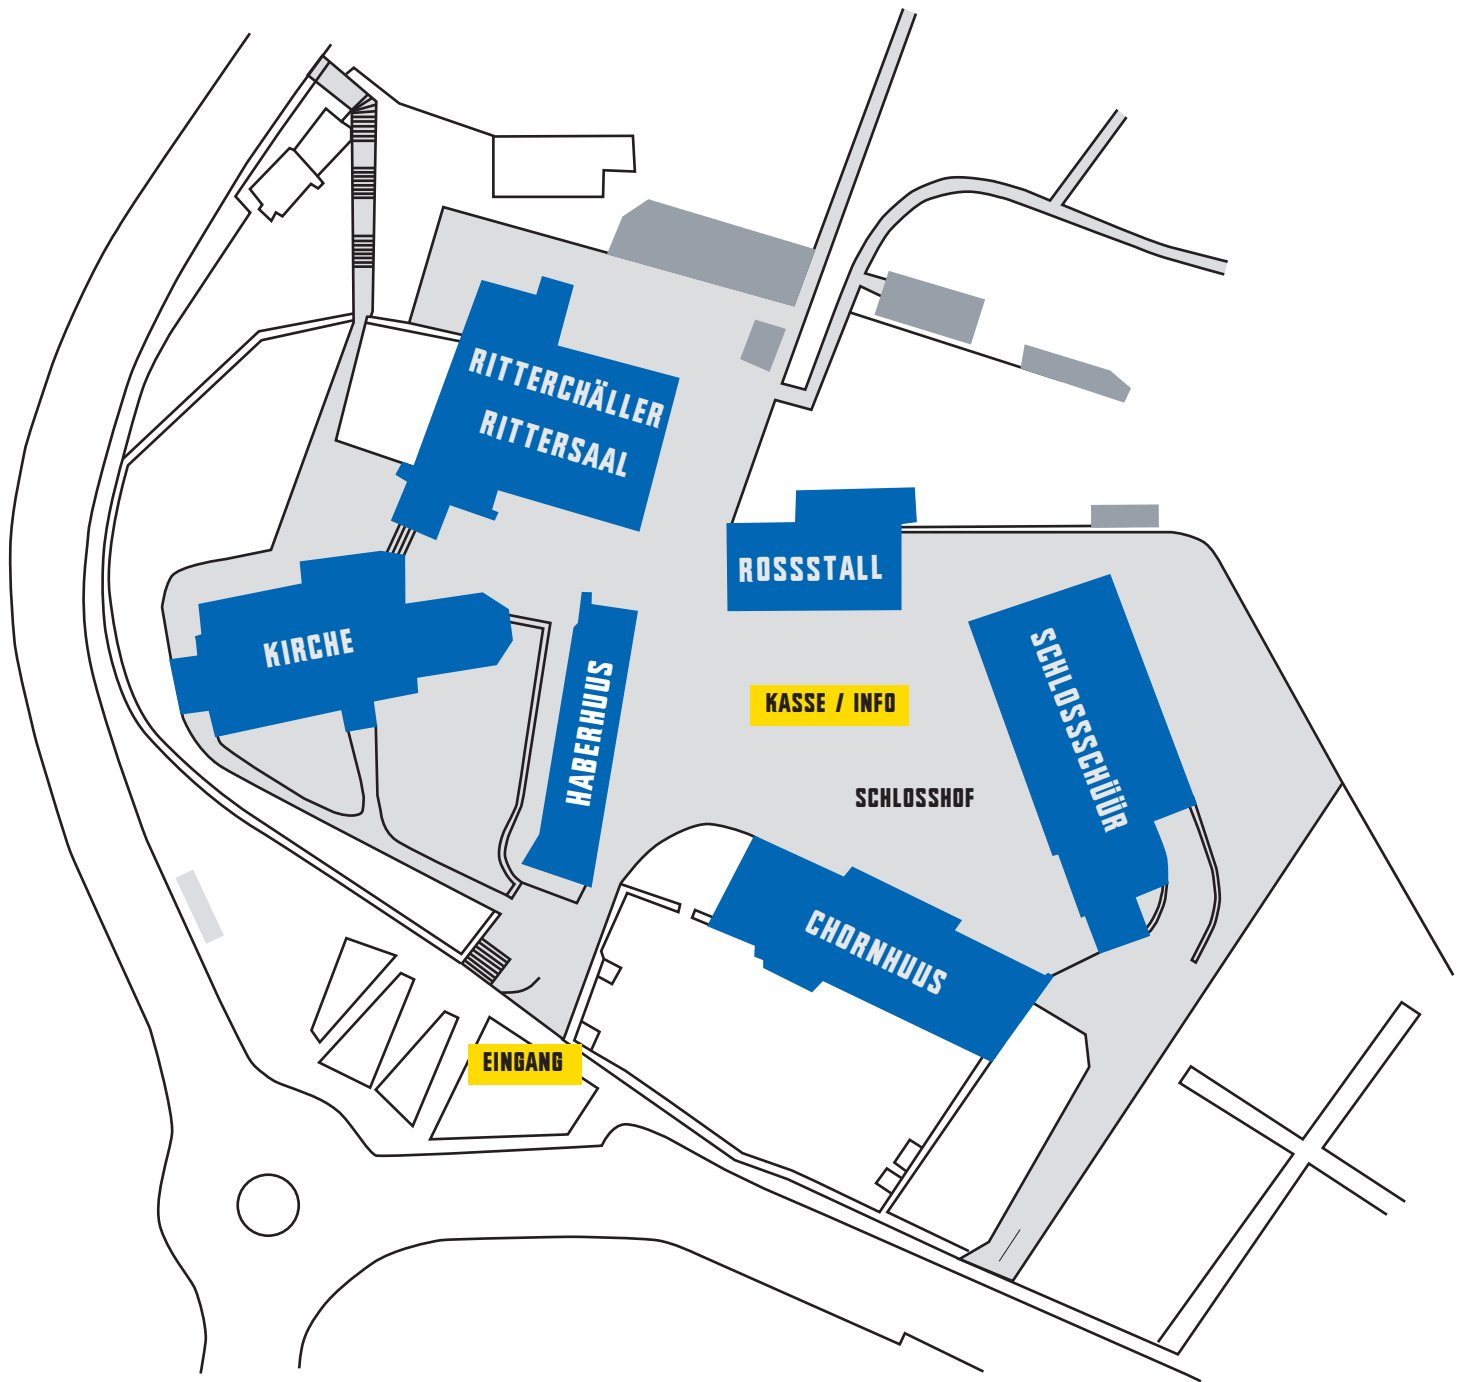 RITTERCHÄLLER
RITTERSAAL
ROSSSTALL
KIRCHE
HABERHUUS
KASSE / INFO
SCHLOSSSCHÜÜR
SCHLOSSHOF
CHORNHUUS
EINGANG